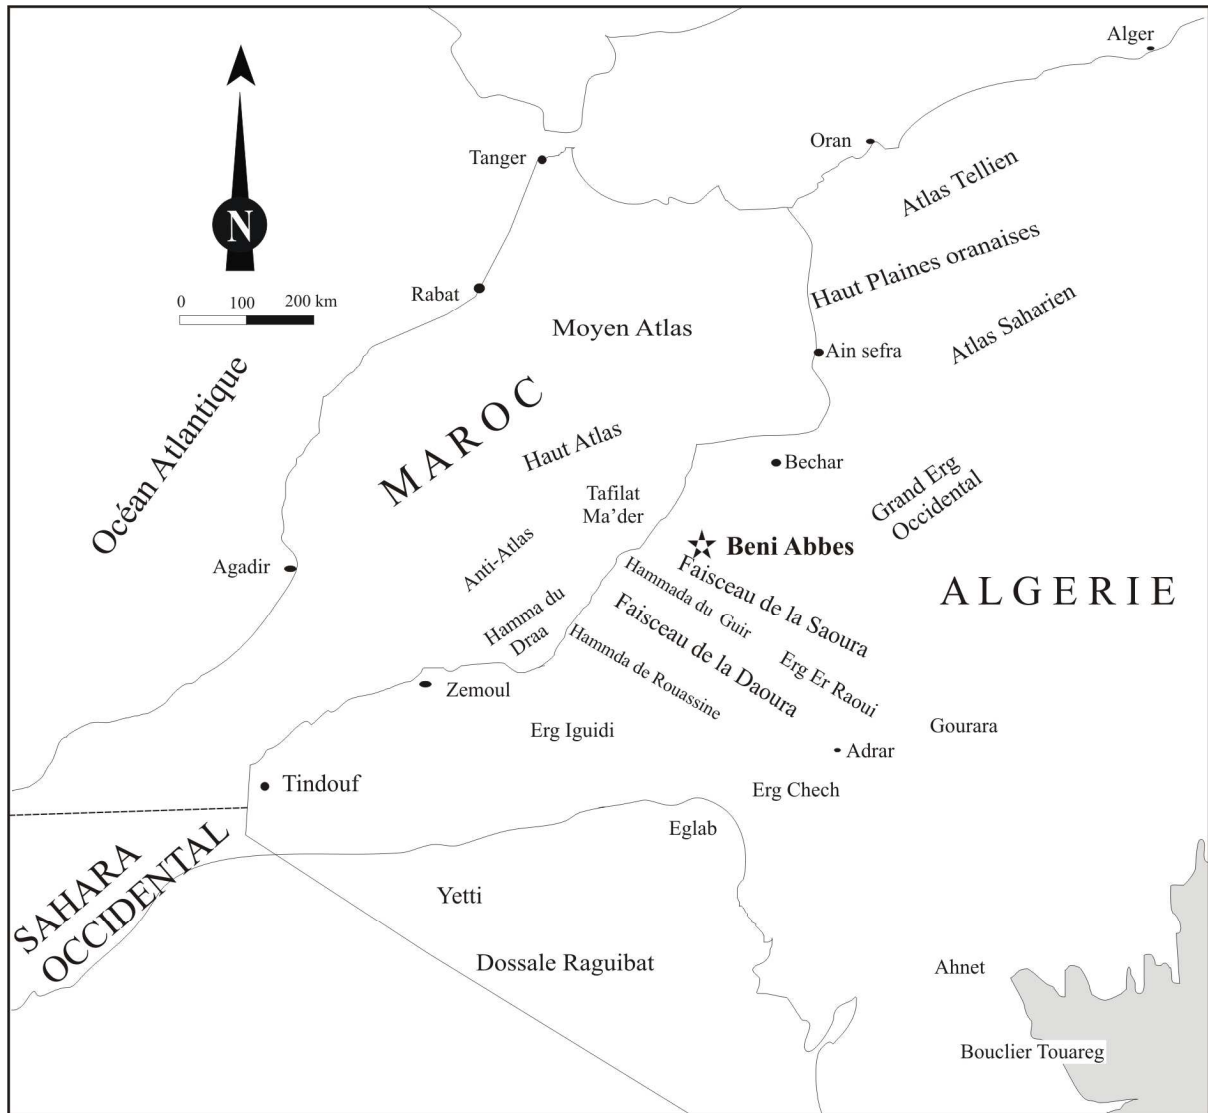 Alger
Oran
Tanger
Atlas Tellien
Haut Plaines oranaises
N
Rabat
0 100 200 km
Moyen Atlas
Atlas Saharien
Ain sefra
Océan Atlantique
MAROC
Haut Atlas
Bechar
Grand Erg
Occidental
Tafilat
Ma’der
Beni Abbes
Anti-Atlas
Agadir
Faisceau de la Saoura
Hammada du Guir
ALGERIE
Hamma du
Draa
Faisceau de la Daoura
Hammda de Rouassine
Erg Er Raoui
Zemoul
Erg Iguidi
Gourara
Adrar
Tindouf
Erg Chech
Eglab
SAHARA
OCCIDENTAL
Yetti
Dossale Raguibat
Ahnet
Bouclier Touareg